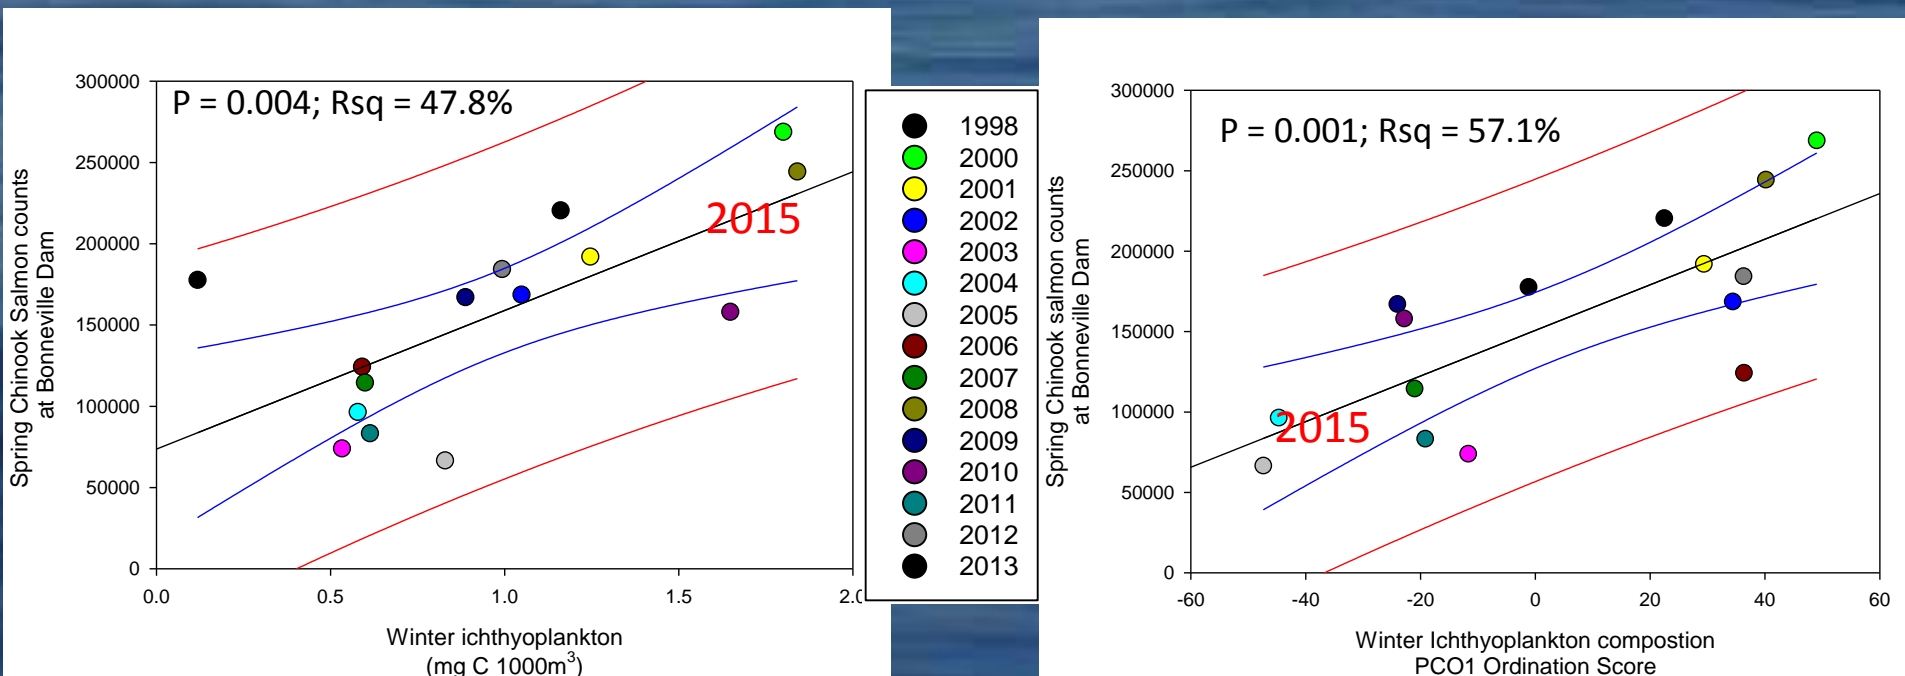 300000
250000
200000
150000
100000
50000
0
Spring Chinook Salmon counts
at Bonneville Dam
P = 0.004; Rsq = 47.8%
2015
0.0 0.5 1.0 1.5 2.0
Winter ichthyoplankton
(mg C 1000m³)
1998
2000
2001
2002
2003
2004
2005
2006
2007
2008
2009
2010
2011
2012
2013
300000
250000
200000
150000
100000
50000
0
Spring Chinook salmon counts
at Bonneville Dam
P = 0.001; Rsq = 57.1%
2015
-60 -40 -20 0 20 40 60
Winter Ichthyoplankton compostion
PCO1 Ordination Score